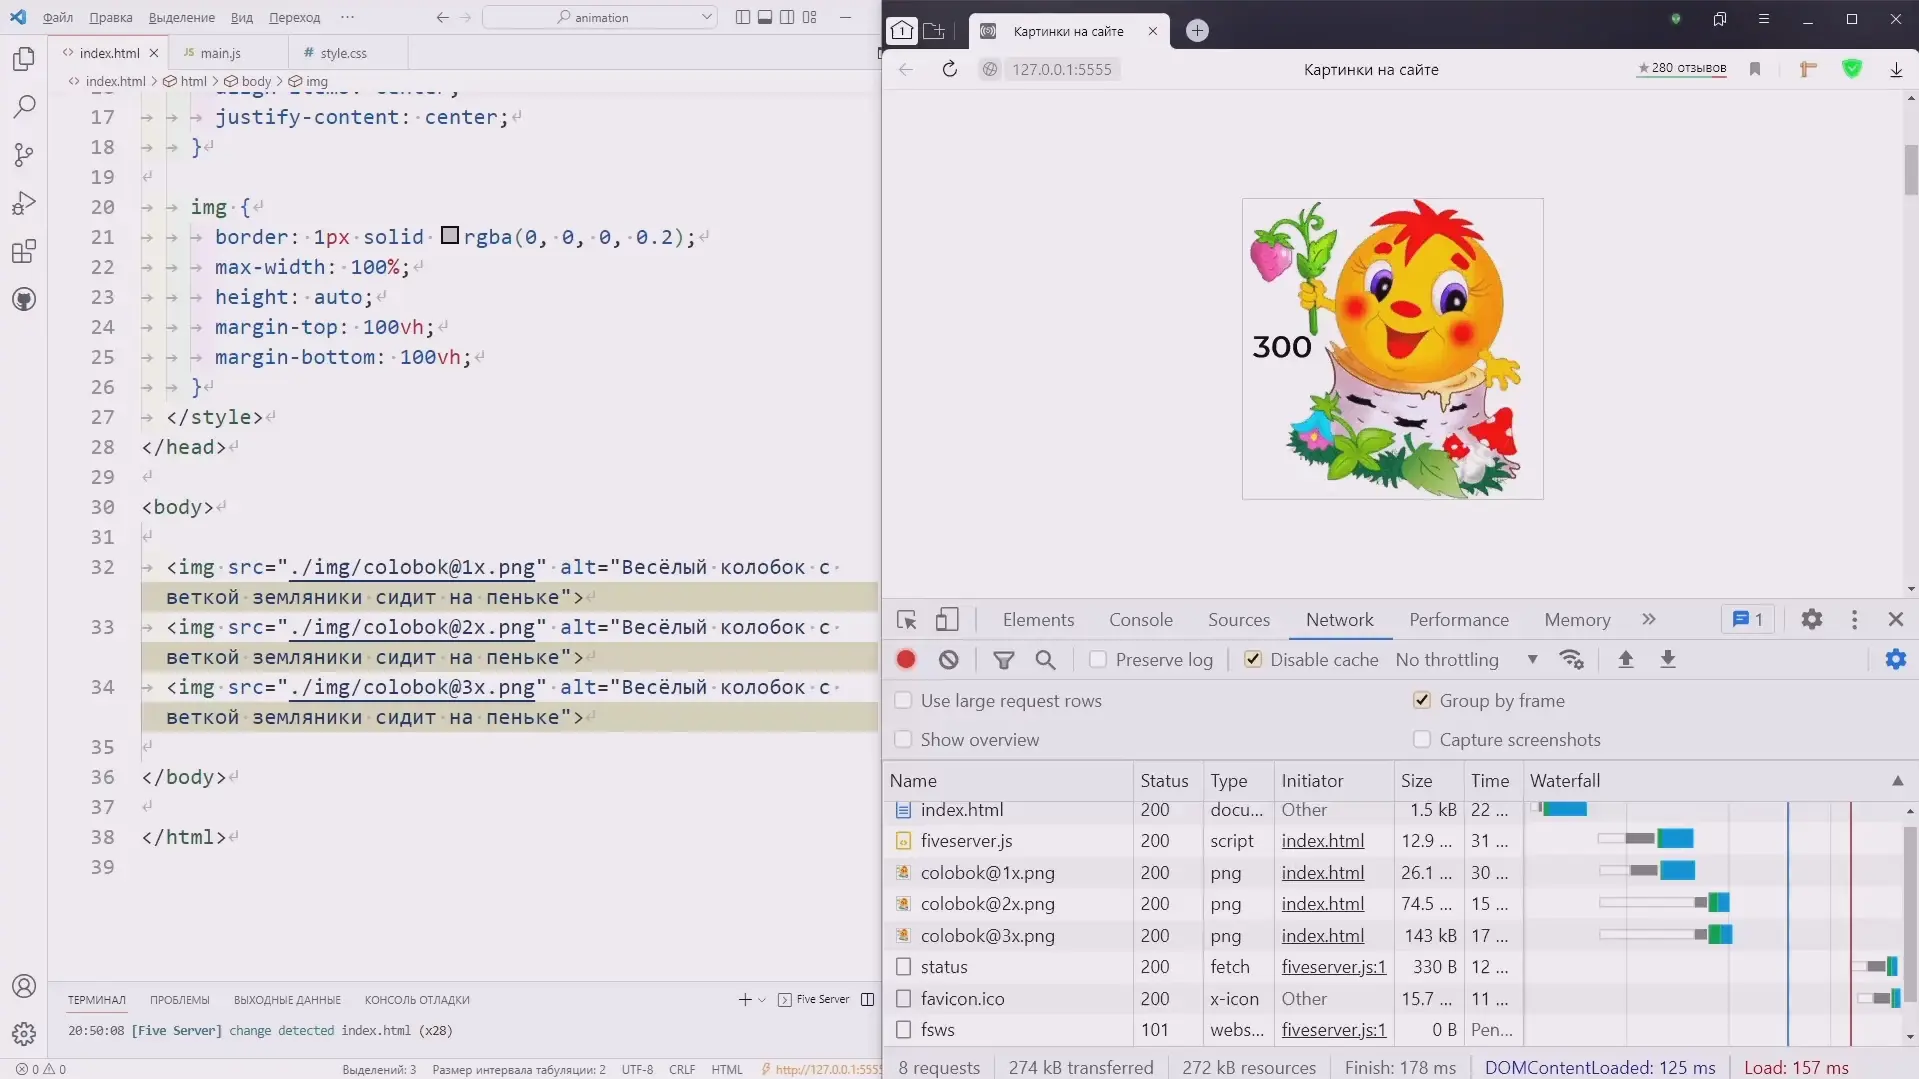 Файл Правка Выделение Вид Переход ···
animation
Картинки на сайте
index.html
JS main.js
# style.css
127.0.0.1:5555
Картинки на сайте
★ 280 отзывов
index.html > html > body > img
17 justify-content: center;
18 }
19
20 img {
21 border: 1px solid rgba(0, 0, 0, 0.2);
22 max-width: 100%;
23 height: auto;
24 margin-top: 100vh;
25 margin-bottom: 100vh;
26 }
27 </style>
28 </head>
29
30 <body>
31
32 <img src="./img/colobok@1x.png" alt="Весёлый колобок с
веткой земляники сидит на пеньке">
33 <img src="./img/colobok@2x.png" alt="Весёлый колобок с
веткой земляники сидит на пеньке">
34 <img src="./img/colobok@3x.png" alt="Весёлый колобок с
веткой земляники сидит на пеньке">
35
36 </body>
37
38 </html>
39
ТЕРМИНАЛ ПРОБЛЕМЫ ВЫХОДНЫЕ ДАННЫЕ КОНСОЛЬ ОТЛАДКИ
Five Server
20:50:08 [Five Server] change detected index.html (x28)
0 0 Выделений: 3 Размер интервала табуляции: 2 UTF-8 CRLF HTML http://127.0.0.1:5555
300
Elements Console Sources Network Performance Memory 1
Preserve log Disable cache No throttling
Use large request rows Group by frame
Show overview Capture screenshots
Name Status Type Initiator Size Time Waterfall
index.html 200 docu... Other 1.5 kB 22 ...
fiveserver.js 200 script index.html 12.9 ... 31 ...
colobok@1x.png 200 png index.html 26.1 ... 30 ...
colobok@2x.png 200 png index.html 74.5 ... 15 ...
colobok@3x.png 200 png index.html 143 kB 17 ...
status 200 fetch fiveserver.js:1 330 B 12 ...
favicon.ico 200 x-icon Other 15.7 ... 11 ...
fsws 101 webs... fiveserver.js:1 0 B Pen...
8 requests 274 kB transferred 272 kB resources Finish: 178 ms DOMContentLoaded: 125 ms Load: 157 ms